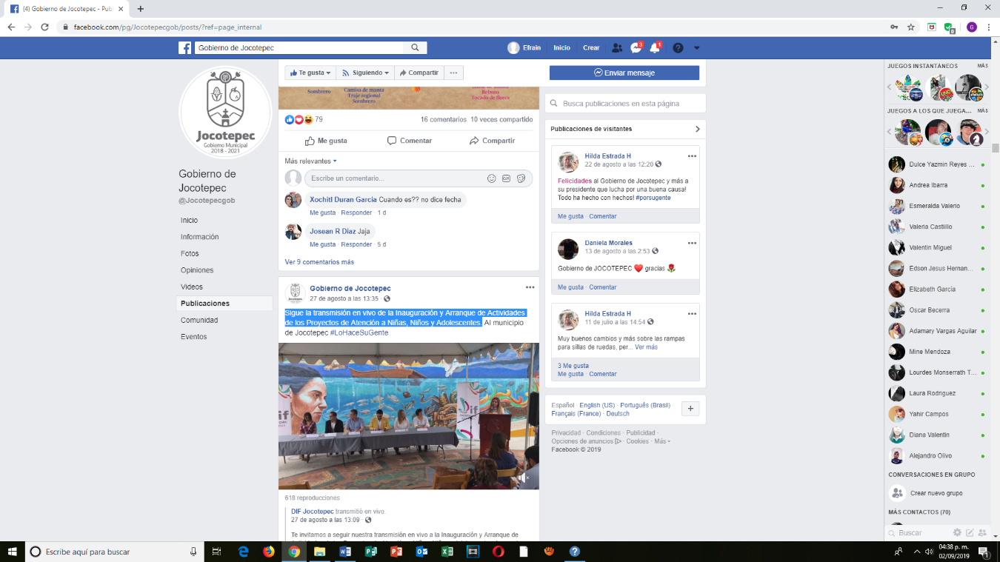 (4) Gobierno de Jocotepec - Pub
facebook.com/pg/Jocotepecgob/posts/?ref=page_internal
Gobierno de Jocotepec
Efrain
Inicio
Crear
3
1
Te gusta
Siguiendo
Compartir
Enviar mensaje
Jocotepec
Gobierno Municipal
2018 - 2021
Gobierno de
Jocotepec
@Jocotepecgob
Inicio
Información
Fotos
Opiniones
Videos
Publicaciones
Comunidad
Eventos
Sombrero
Camisa de manta
Traje regional
Sombrero
Rebozo
Tocado de flores
79
16 comentarios 10 veces compartido
Me gusta
Comentar
Compartir
Más relevantes
Escribe un comentario...
Xochitl Duran Garcia Cuando es?? no dice fecha
Me gusta · Responder · 1 d
Josean R Diaz Jaja
Me gusta · Responder · 5 d
Ver 9 comentarios más
Gobierno de Jocotepec
27 de agosto a las 13:35 ·
Sigue la transmisión en vivo de la Inauguración y Arranque de Actividades
de los Proyectos de Atención a Niñas, Niños y Adolescentes. Al municipio
de Jocotepec #LoHaceSuGente
618 reproducciones
DIF Jocotepec transmitió en vivo.
27 de agosto a las 13:09 ·
Te invitamos a seguir nuestra transmisión en vivo a la Inauguración y Arranque de
Busca publicaciones en esta página
Publicaciones de visitantes
Hilda Estrada H
22 de agosto a las 12:20
Felicidades al Gobierno de Jocotepec y más a
su presidente que lucha por una buena causa!
Todo ha hecho con hechos! #porsugente
Me gusta · Comentar
Daniela Morales
13 de agosto a las 2:53
Gobierno de JOCOTEPEC ❤️ gracias 🌹
Me gusta · Comentar
Hilda Estrada H
11 de julio a las 14:54
Muy buenos cambios y más sobre las rampas
para sillas de ruedas, per... Ver más
3 Me gusta
Me gusta · Comentar
Español · English (US) · Português (Brasil)
Français (France) · Deutsch
Privacidad · Condiciones · Publicidad ·
Opciones de anuncios · Cookies · Más
Facebook © 2019
JUEGOS INSTANTÁNEOS MÁS
JUEGOS A LOS QUE JUEGA... MÁS
Dulce Yazmin Reyes ...
Andrea Ibarra
Esmeralda Valerio
Valeria Castillo
Valentin Miguel
Edson Jesus Hernan...
Elizabeth García
Oscar Becerra
Adamary Vargas Aguilar
Mine Mendoza
Lourdes Monserrath T...
Laura Rodriguez
Yahir Campos
Diana Valentin
Alejandro Olivo
CONVERSACIONES EN GRUPO
Crear nuevo grupo
MÁS CONTACTOS (70)
Buscar
Escribe aquí para buscar
04:38 p. m.
02/09/2019